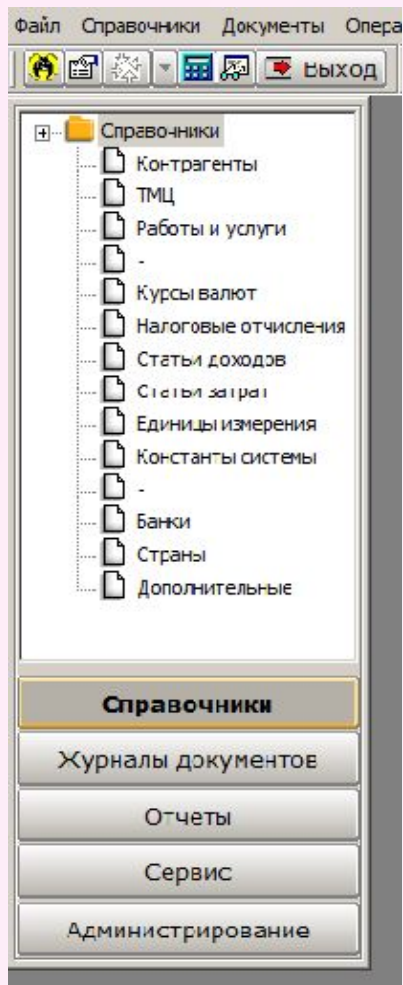 Файл Справочники Документы Опера
Выход
Справочники
Контрагенты
ТМЦ
Работы и услуги
-
Курсы валют
Налоговые отчисления
Статьи доходов
Статьи затрат
Единицы измерения
Константы системы
-
Банки
Страны
Дополнительные
Справочники
Журналы документов
Отчеты
Сервис
Администрирование